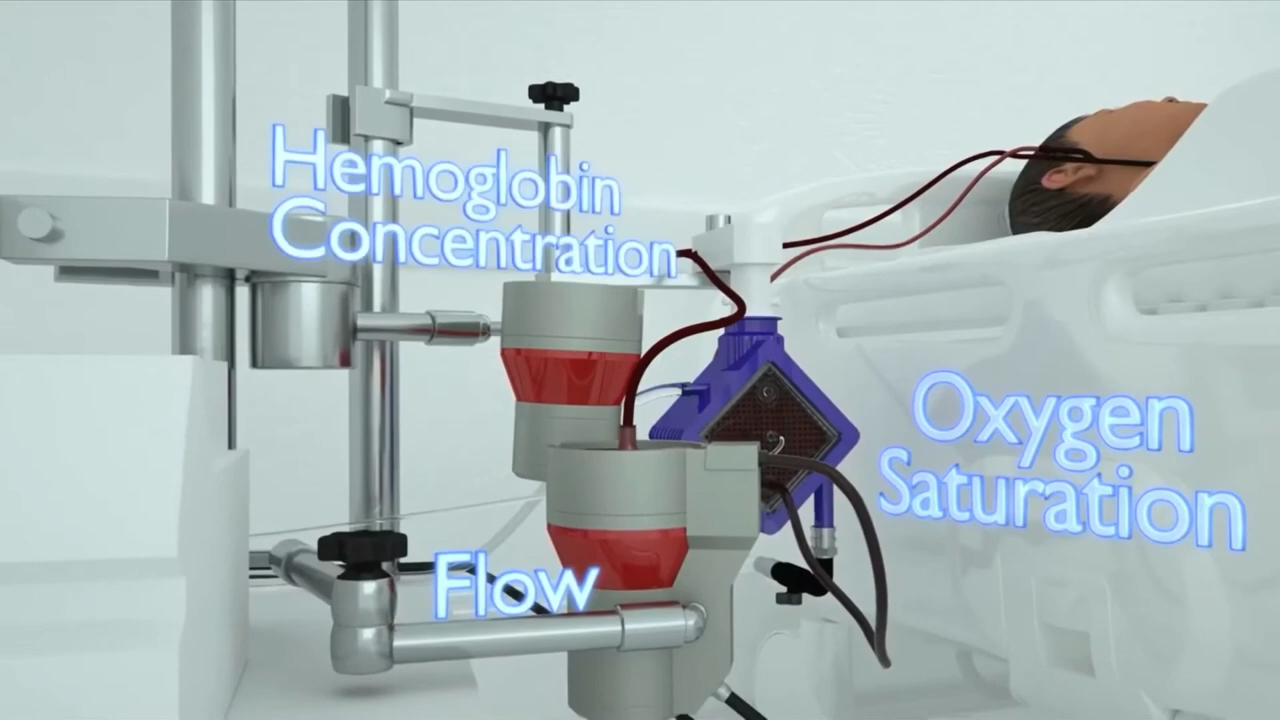 Hemoglobin
Concentration
Oxygen
Saturation
Flow